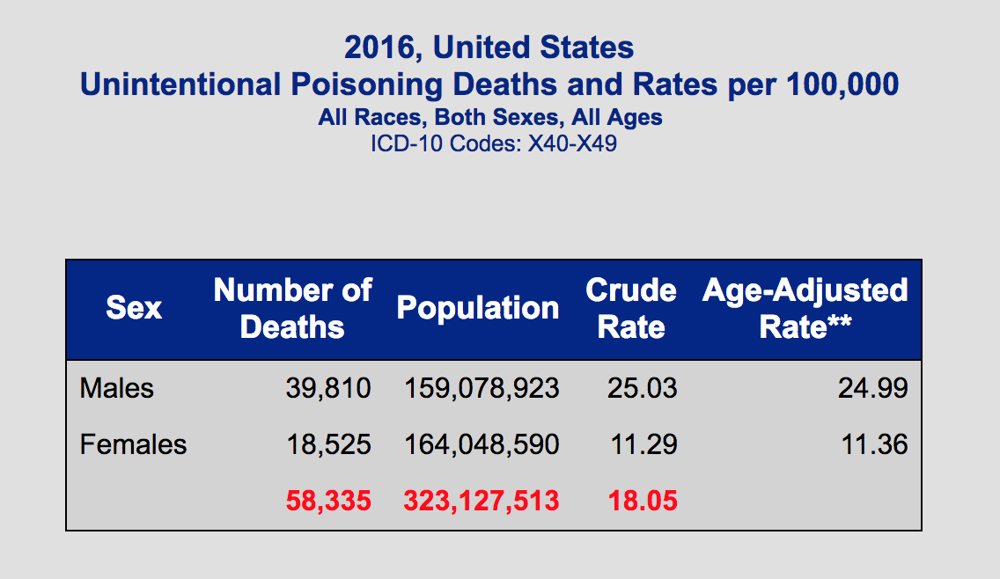 2016, United States
Unintentional Poisoning Deaths and Rates per 100,000
All Races, Both Sexes, All Ages
ICD-10 Codes: X40-X49
Sex Number of Deaths Population Crude Rate Age-Adjusted Rate**
Males 39,810 159,078,923 25.03 24.99
Females 18,525 164,048,590 11.29 11.36
58,335 323,127,513 18.05